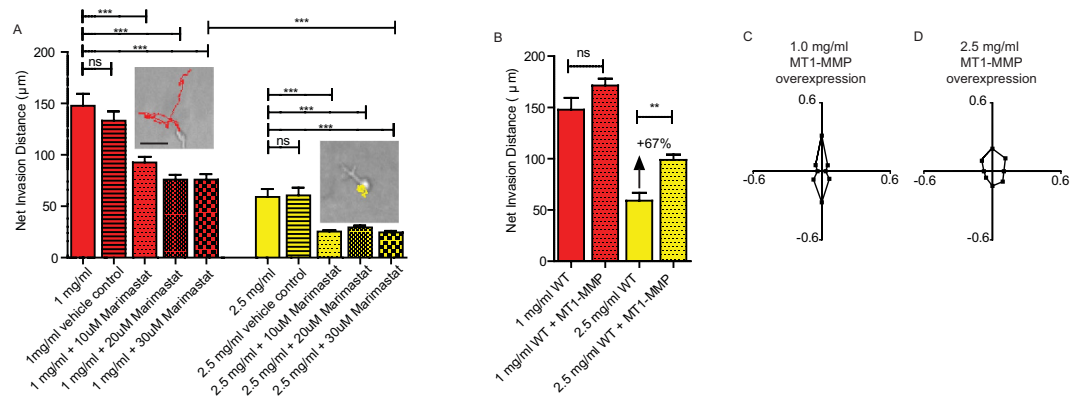 A
***
***
***
ns
***
***
***
***
ns
200
150
100
50
0
Net Invasion Distance (µm)
1 mg/ml
1mg/ml vehicle control
1 mg/ml + 10uM Marimastat
1 mg/ml + 20uM Marimastat
1 mg/ml + 30uM Marimastat
2.5 mg/ml
2.5 mg/ml vehicle control
2.5 mg/ml + 10uM Marimastat
2.5 mg/ml + 20uM Marimastat
2.5 mg/ml + 30uM Marimastat
B
ns
**
+67%
200
150
100
50
0
Net Invasion Distance ( µm)
1 mg/ml WT
1 mg/ml WT + MT1-MMP
2.5 mg/ml WT
2.5 mg/ml WT + MT1-MMP
C
1.0 mg/ml
MT1-MMP
overexpression
0.6
-0.6
0.6
-0.6
D
2.5 mg/ml
MT1-MMP
overexpression
0.6
-0.6
0.6
-0.6